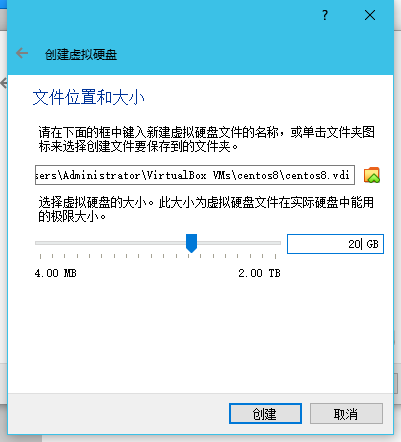 ?
创建虚拟硬盘
文件位置和大小
请在下面的框中键入新建虚拟硬盘文件的名称，或单击文件夹图
标来选择创建文件要保存到的文件夹。
sers\Administrator\VirtualBox VMs\centos8\centos8.vdi
选择虚拟硬盘的大小。此大小为虚拟硬盘文件在实际硬盘中能用
的极限大小。
20 GB
4.00 MB 2.00 TB
创建 取消